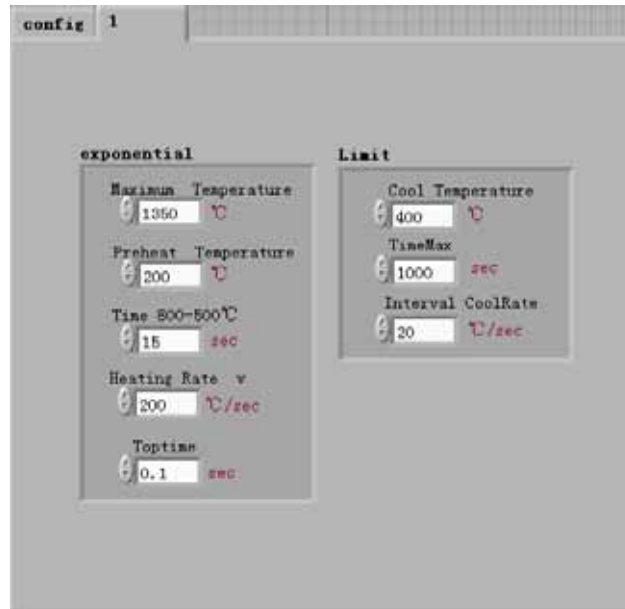 config 1
exponential
Maximum Temperature
1350 ℃
Preheat Temperature
200 ℃
Time 800-500℃
15 sec
Heating Rate v
200 ℃/sec
Toptime
0.1 sec
Limit
Cool Temperature
400 ℃
TimeMax
1000 sec
Interval CoolRate
20 ℃/sec